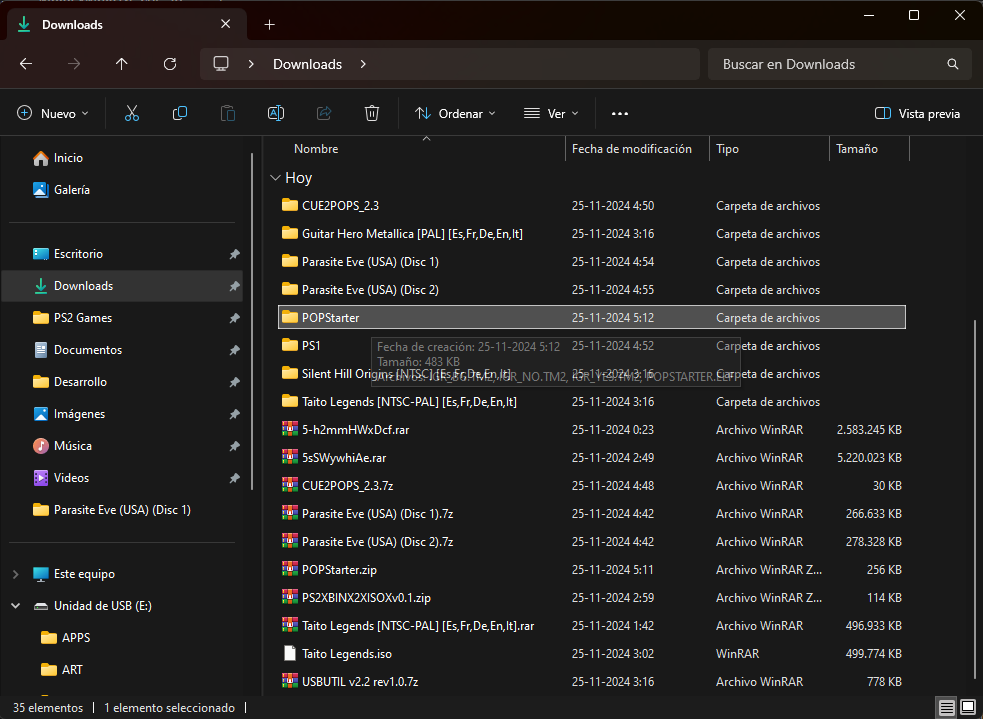 Downloads
Downloads
Buscar en Downloads
Nuevo
Ordenar
Ver
Vista previa
Inicio
Galería
Escritorio
Downloads
PS2 Games
Documentos
Desarrollo
Imágenes
Música
Videos
Parasite Eve (USA) (Disc 1)
Este equipo
Unidad de USB (E:)
APPS
ART
Nombre Fecha de modificación Tipo Tamaño
Hoy
CUE2POPS_2.3 25-11-2024 4:50 Carpeta de archivos
Guitar Hero Metallica [PAL] [Es,Fr,De,En,It] 25-11-2024 3:16 Carpeta de archivos
Parasite Eve (USA) (Disc 1) 25-11-2024 4:54 Carpeta de archivos
Parasite Eve (USA) (Disc 2) 25-11-2024 4:55 Carpeta de archivos
POPStarter 25-11-2024 5:12 Carpeta de archivos
PS1 25-11-2024 4:52 Carpeta de archivos
Fecha de creación: 25-11-2024 5:12
Tamaño: 483 KB
Archivos: IGR_BG.TM2, IGR_NO.TM2, IGR_YES.TM2, POPSTARTER.ELF
Silent Hill Origins [NTSC] [Es,Fr,De,En,It] 25-11-2024 3:16 Carpeta de archivos
Taito Legends [NTSC-PAL] [Es,Fr,De,En,It] 25-11-2024 3:16 Carpeta de archivos
5-h2mmHWxDcf.rar 25-11-2024 0:23 Archivo WinRAR 2.583.245 KB
5sSWywhiAe.rar 25-11-2024 2:49 Archivo WinRAR 5.220.023 KB
CUE2POPS_2.3.7z 25-11-2024 4:48 Archivo WinRAR 30 KB
Parasite Eve (USA) (Disc 1).7z 25-11-2024 4:42 Archivo WinRAR 266.633 KB
Parasite Eve (USA) (Disc 2).7z 25-11-2024 4:42 Archivo WinRAR 278.328 KB
POPStarter.zip 25-11-2024 5:11 Archivo WinRAR Z... 256 KB
PS2XBINX2XISOXv0.1.zip 25-11-2024 2:59 Archivo WinRAR Z... 114 KB
Taito Legends [NTSC-PAL] [Es,Fr,De,En,It].rar 25-11-2024 1:42 Archivo WinRAR 496.933 KB
Taito Legends.iso 25-11-2024 3:02 WinRAR 499.774 KB
USBUTIL v2.2 rev1.0.7z 25-11-2024 3:16 Archivo WinRAR 778 KB
35 elementos 1 elemento seleccionado